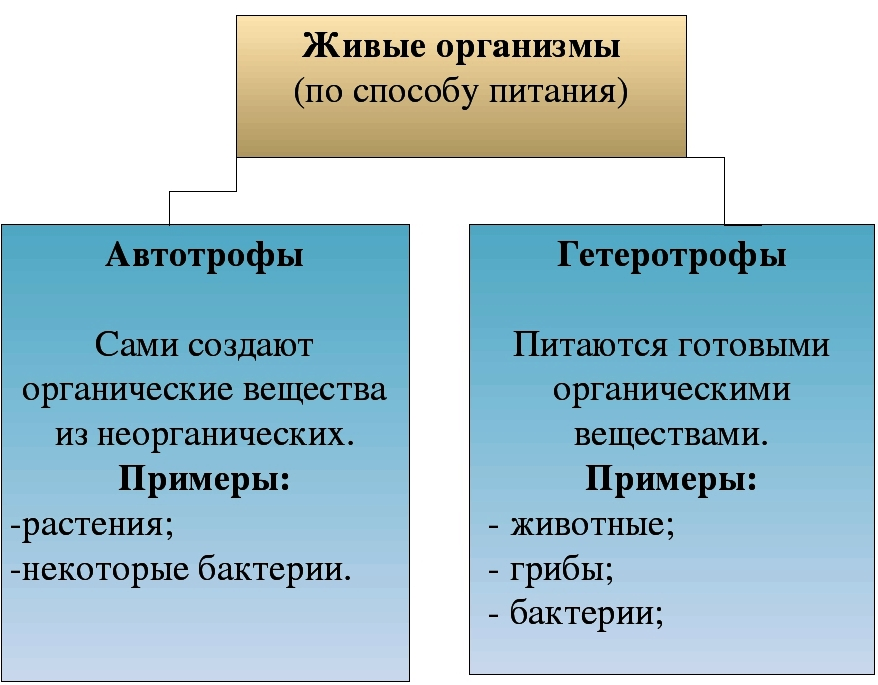 Живые организмы
(по способу питания)
Автотрофы
Сами создают
органические вещества
из неорганических.
Примеры:
-растения;
-некоторые бактерии.
Гетеротрофы
Питаются готовыми
органическими
веществами.
Примеры:
- животные;
- грибы;
- бактерии;